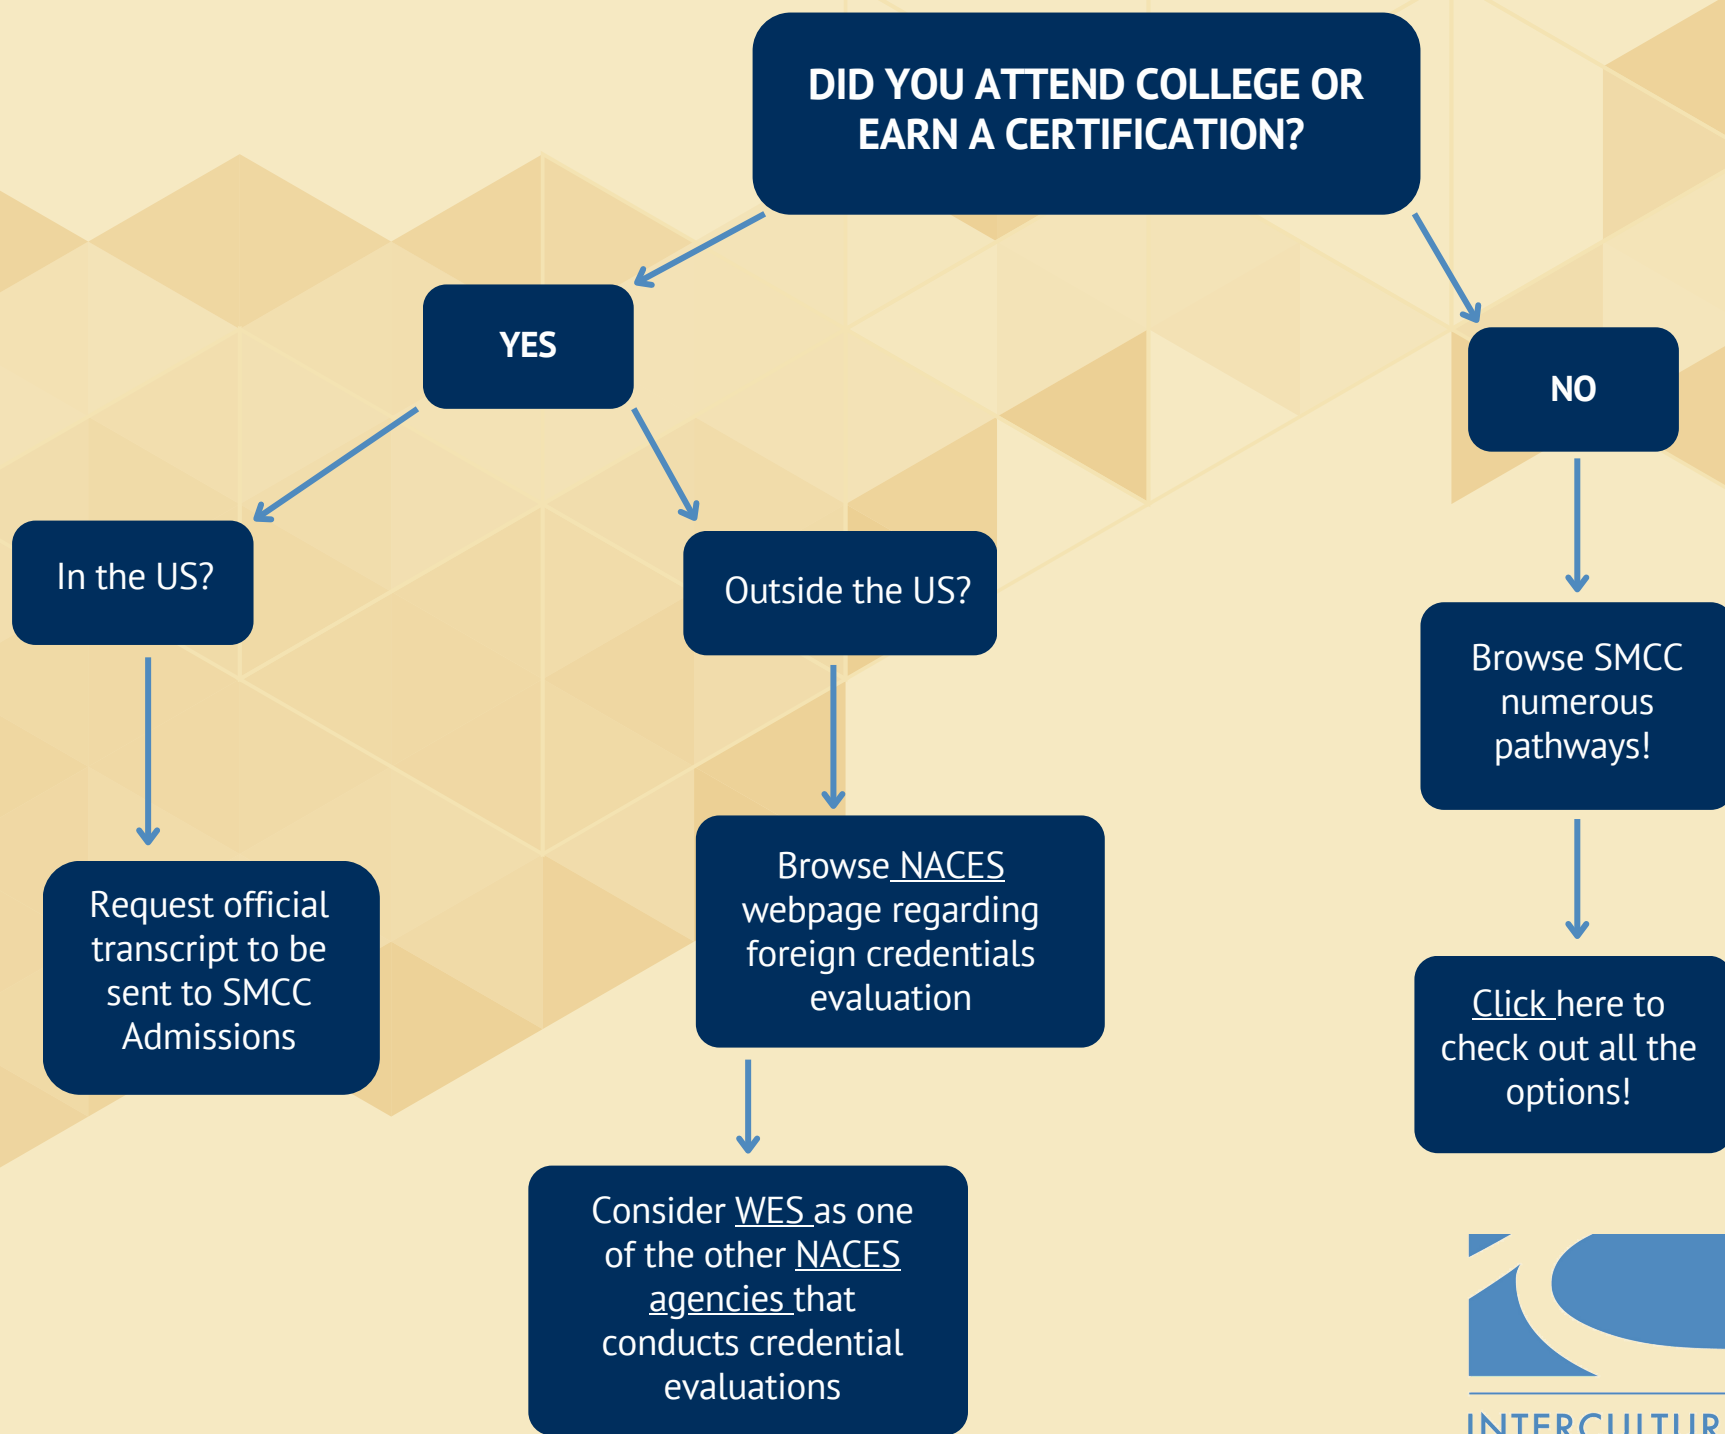 DID YOU ATTEND COLLEGE OR
EARN A CERTIFICATION?
YES
NO
In the US?
Outside the US?
Browse SMCC
numerous
pathways!
Request official
transcript to be
sent to SMCC
Admissions
Browse NACES
webpage regarding
foreign credentials
evaluation
Click here to
check out all the
options!
Consider WES as one
of the other NACES
agencies that
conducts credential
evaluations
INTERCULTUR